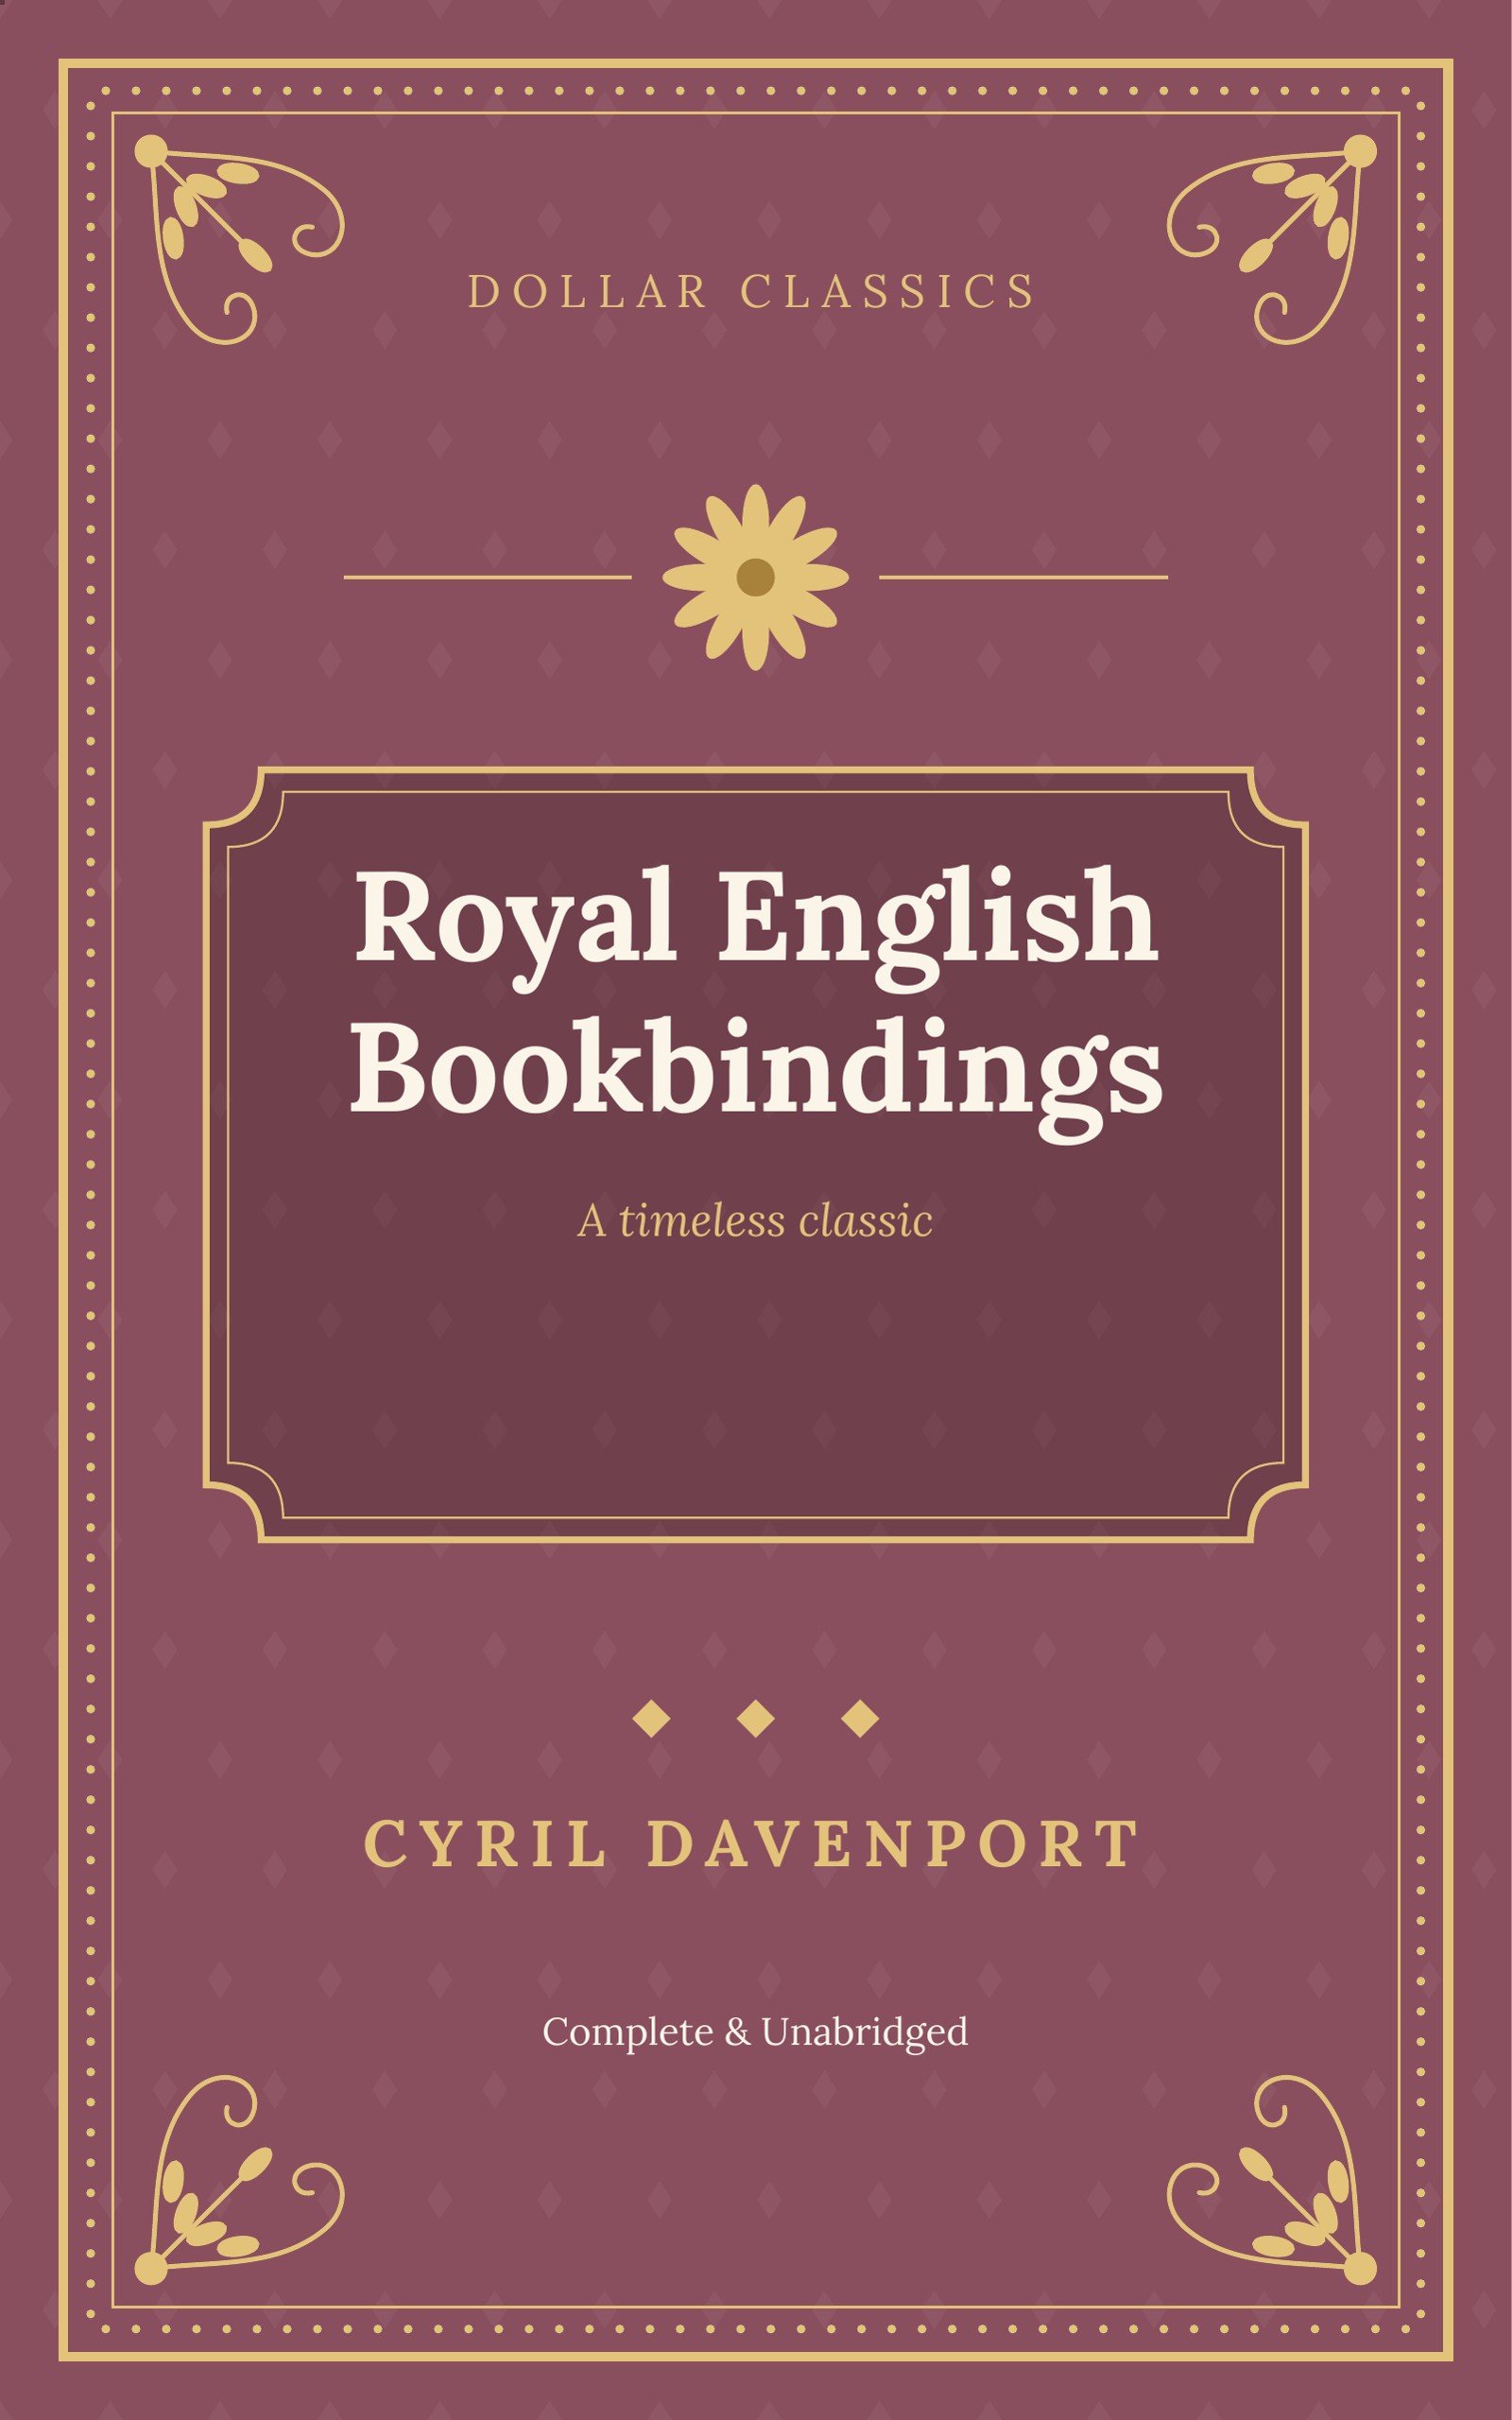 DOLLAR CLASSICS
Royal English
Bookbindings
A timeless classic
CYRIL DAVENPORT
Complete & Unabridged